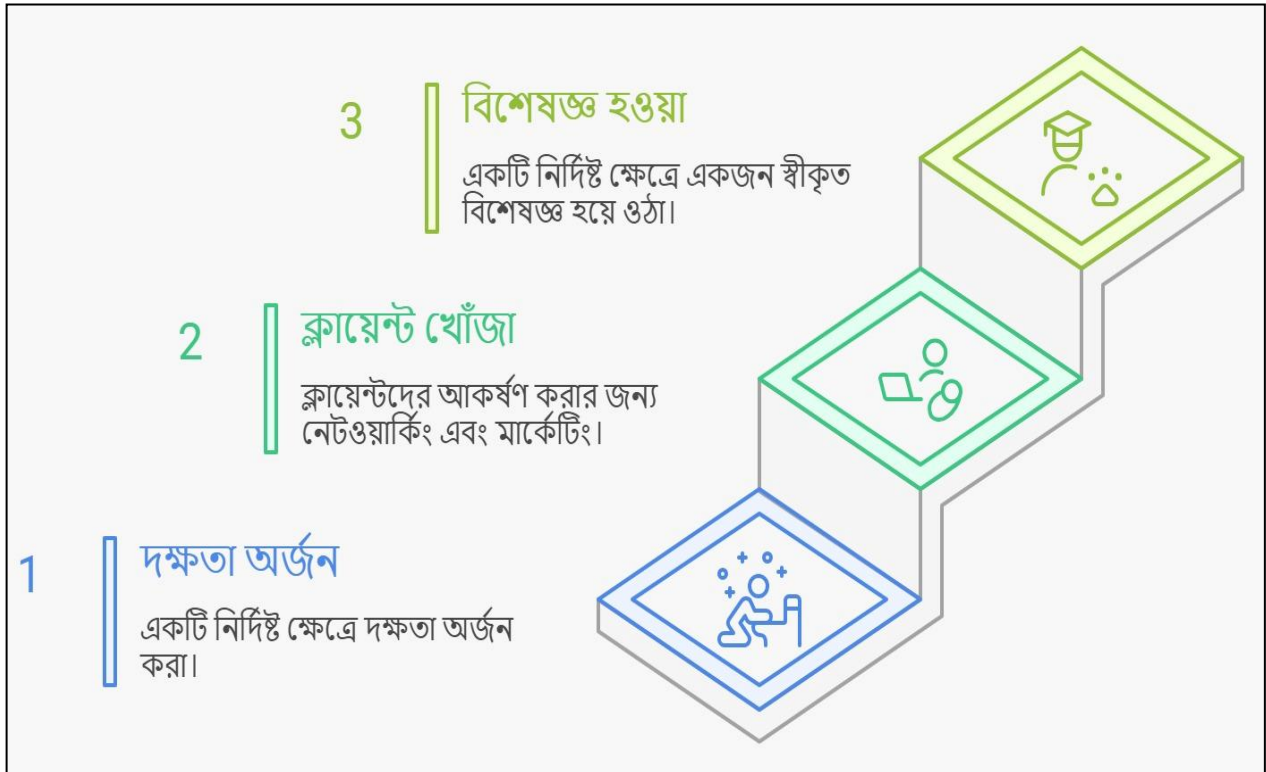 3
বিশেষজ্ঞ হওয়া
একটি নির্দিষ্ট ক্ষেত্রে একজন স্বীকৃত
বিশেষজ্ঞ হয়ে ওঠা।
2
ক্লায়েন্ট খোঁজা
ক্লায়েন্টদের আকর্ষণ করার জন্য
নেটওয়ার্কিং এবং মার্কেটিং।
1
দক্ষতা অর্জন
একটি নির্দিষ্ট ক্ষেত্রে দক্ষতা অর্জন
করা।